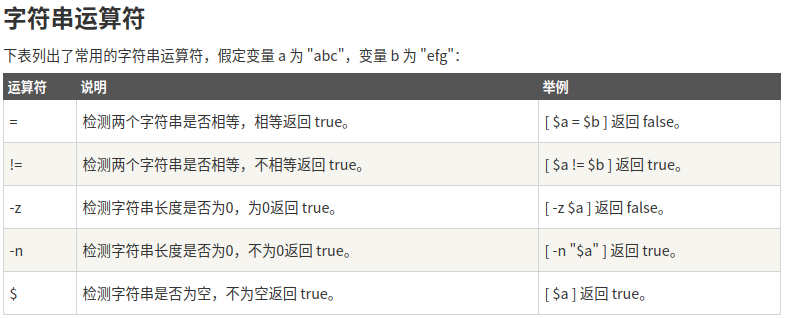 字符串运算符
下表列出了常用的字符串运算符，假定变量 a 为 "abc"，变量 b 为 "efg"：
运算符 说明 举例
= 检测两个字符串是否相等，相等返回 true。 [ $a = $b ] 返回 false。
!= 检测两个字符串是否相等，不相等返回 true。 [ $a != $b ] 返回 true。
-z 检测字符串长度是否为0，为0返回 true。 [ -z $a ] 返回 false。
-n 检测字符串长度是否为0，不为0返回 true。 [ -n "$a" ] 返回 true。
$ 检测字符串是否为空，不为空返回 true。 [ $a ] 返回 true。